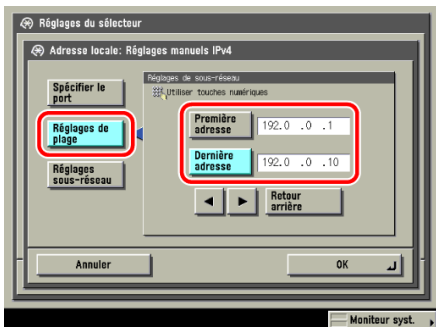 Réglages du sélecteur
Adresse locale: Réglages manuels IPv4
Spécifier le
port
Réglages de
plage
Réglages
sous-réseau
Réglages de sous-réseau
Utiliser touches numériques
Première
adresse
192.0 .0 .1
Dernière
adresse
192.0 .0 .10
Retour
arrière
Annuler
OK
Moniteur syst.